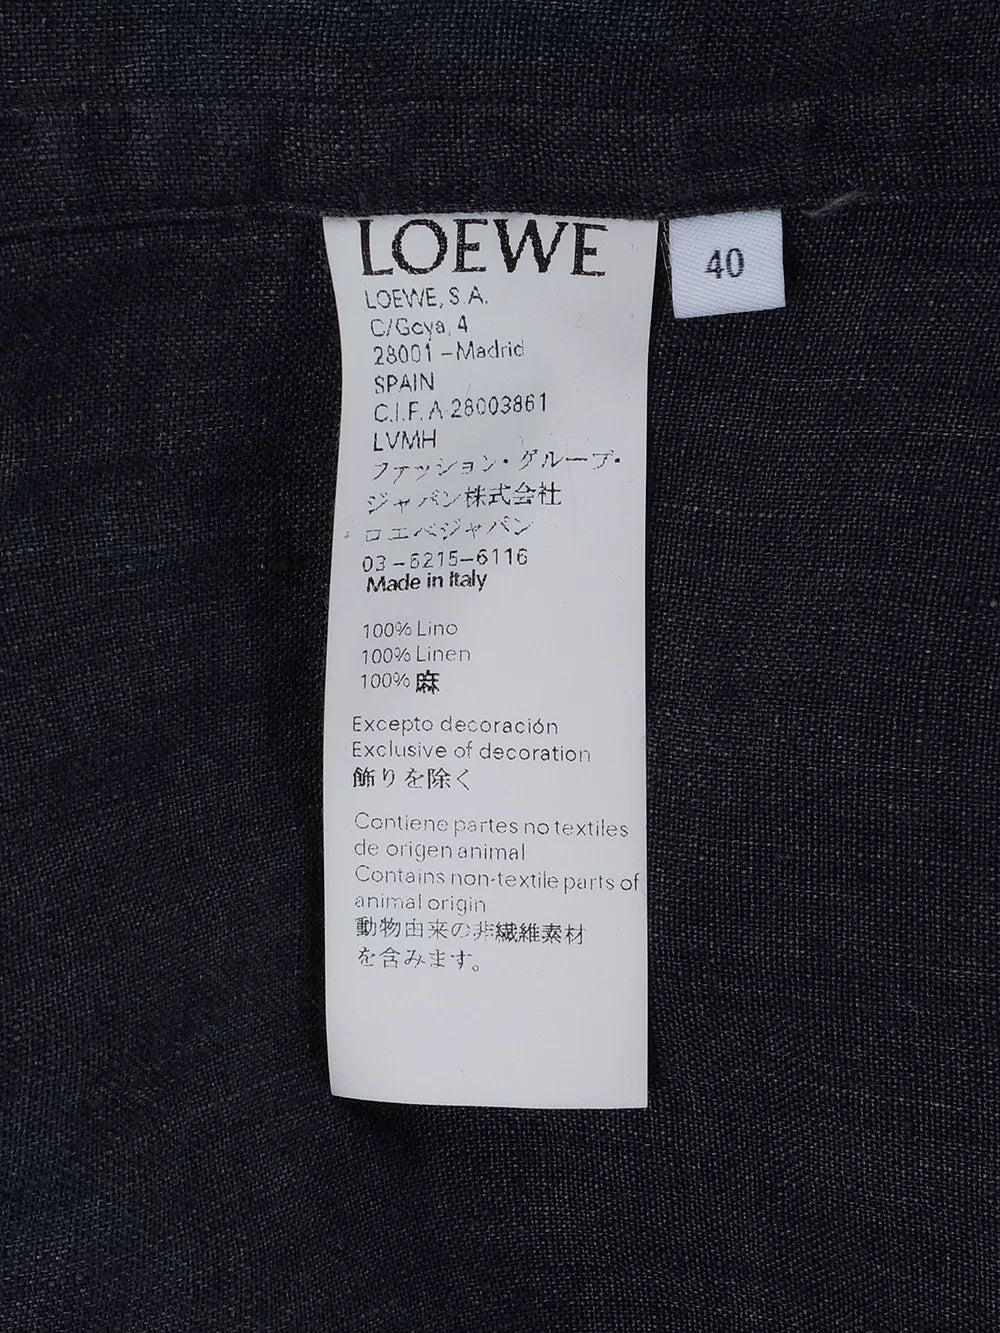 LOEWE
40
LOEWE, S.A.
C/Goya, 4
28001 – Madrid
SPAIN
C.I.F. A 28003861
LVMH
ファッション・グループ・
ジャパン株式会社
ロエベジャパン
03-6215-6116
Made in Italy
100% Lino
100% Linen
100% 麻
Excepto decoración
Exclusive of decoration
飾りを除く
Contiene partes no textiles
de origen animal
Contains non-textile parts of
animal origin
動物由来の非繊維素材
を含みます。